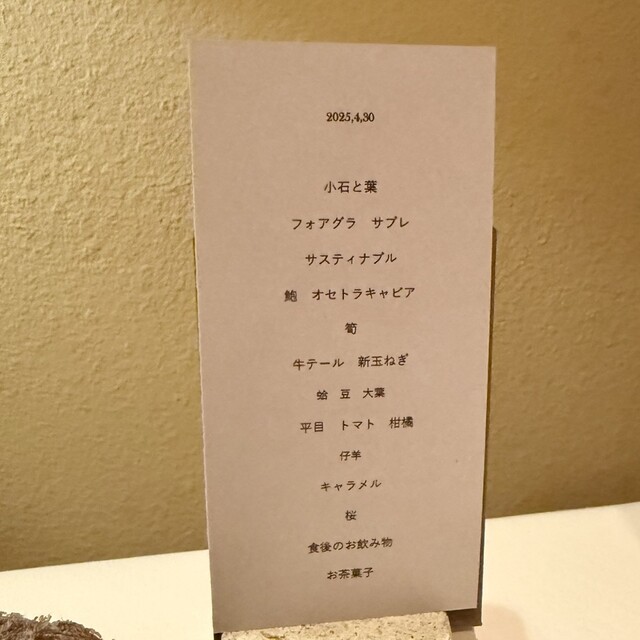 2025,4,30
小石と葉
フォアグラ　サブレ
サスティナブル
鮑　オセトラキャビア
筍
牛テール　新玉ねぎ
蛤　豆　大葉
平目　トマト　柑橘
仔羊
キャラメル
桜
食後のお飲み物
お茶菓子